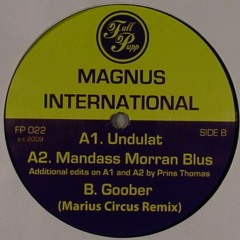 Full
Pupp
MAGNUS
INTERNATIONAL
FP 022
p.c 2009
SIDE B
A1. Undulat
A2. Mandass Morran Blus
Additional edits on A1 and A2 by Prins Thomas
B. Goober
(Marius Circus Remix)